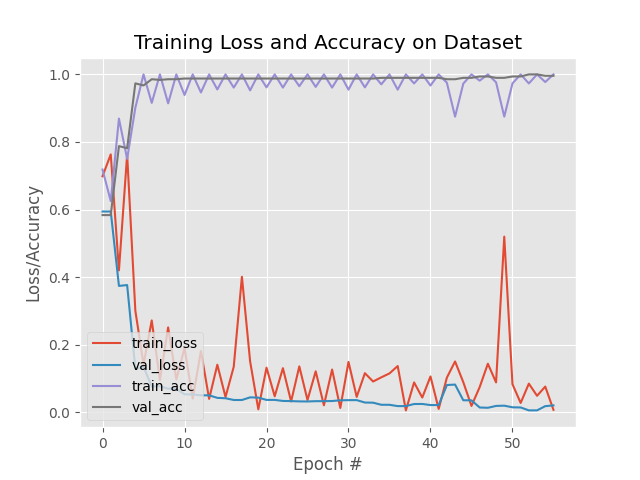 Training Loss and Accuracy on Dataset
1.0
0.8
0.6
0.4
0.2
0.0
Loss/Accuracy
train_loss
val_loss
train_acc
val_acc
0 10 20 30 40 50
Epoch #